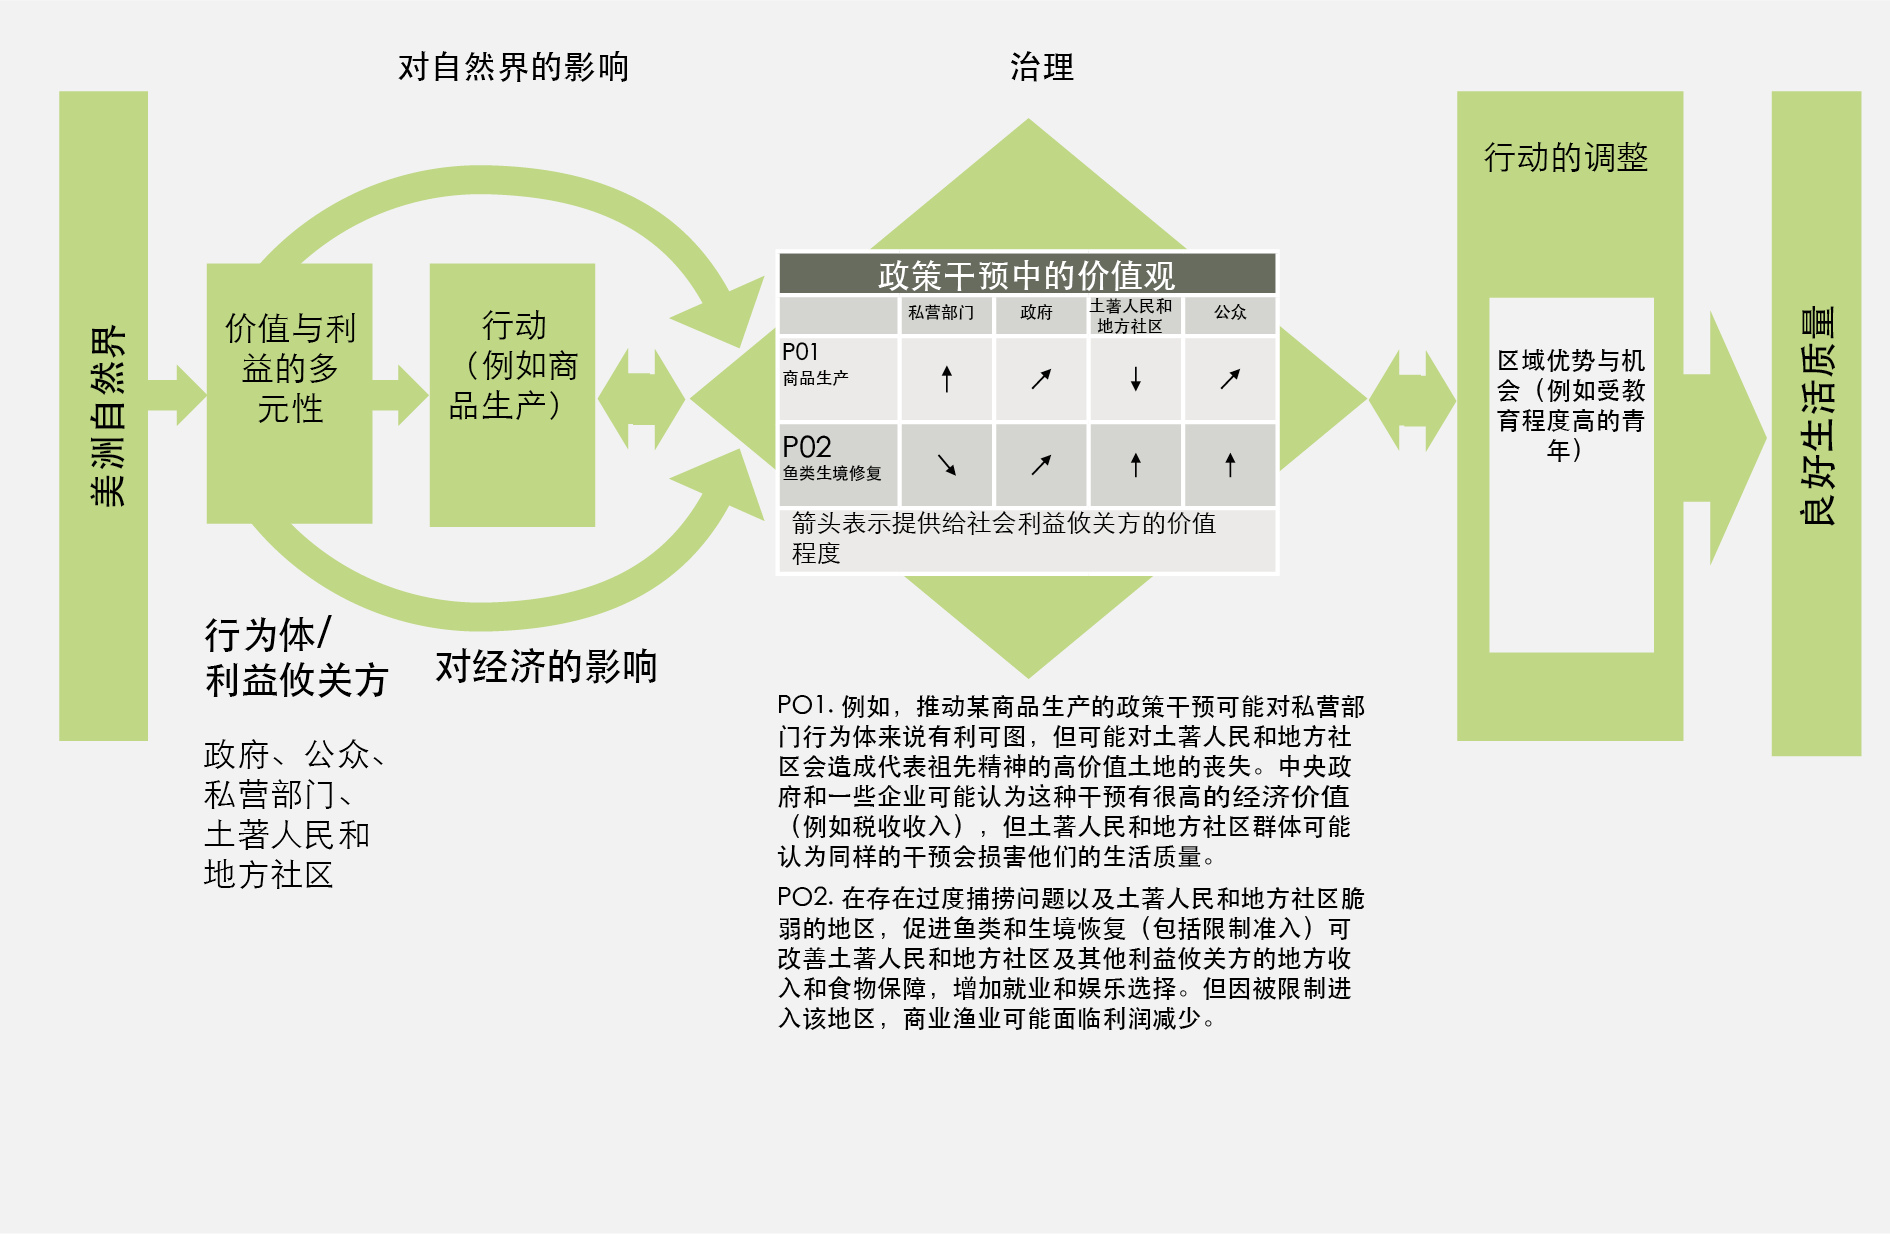 对自然界的影响
治理
美洲自然界
价值与利
益的多
元性
行动
（例如商
品生产）
政策干预中的价值观
私营部门
政府
土著人民和
地方社区
公众
P01
商品生产
P02
鱼类生境修复
箭头表示提供给社会利益攸关方的价值
程度
行动的调整
区域优势与机
会（例如受教
育程度高的青
年）
良好生活质量
行为体/
利益攸关方
对经济的影响
政府、公众、
私营部门、
土著人民和
地方社区
PO1. 例如，推动某商品生产的政策干预可能对私营部
门行为体来说有利可图，但可能对土著人民和地方社
区会造成代表祖先精神的高价值土地的丧失。中央政
府和一些企业可能认为这种干预有很高的经济价值
（例如税收收入），但土著人民和地方社区群体可能
认为同样的干预会损害他们的生活质量。
PO2. 在存在过度捕捞问题以及土著人民和地方社区脆
弱的地区，促进鱼类和生境恢复（包括限制准入）可
改善土著人民和地方社区及其他利益攸关方的地方收
入和食物保障，增加就业和娱乐选择。但因被限制进
入该地区，商业渔业可能面临利润减少。